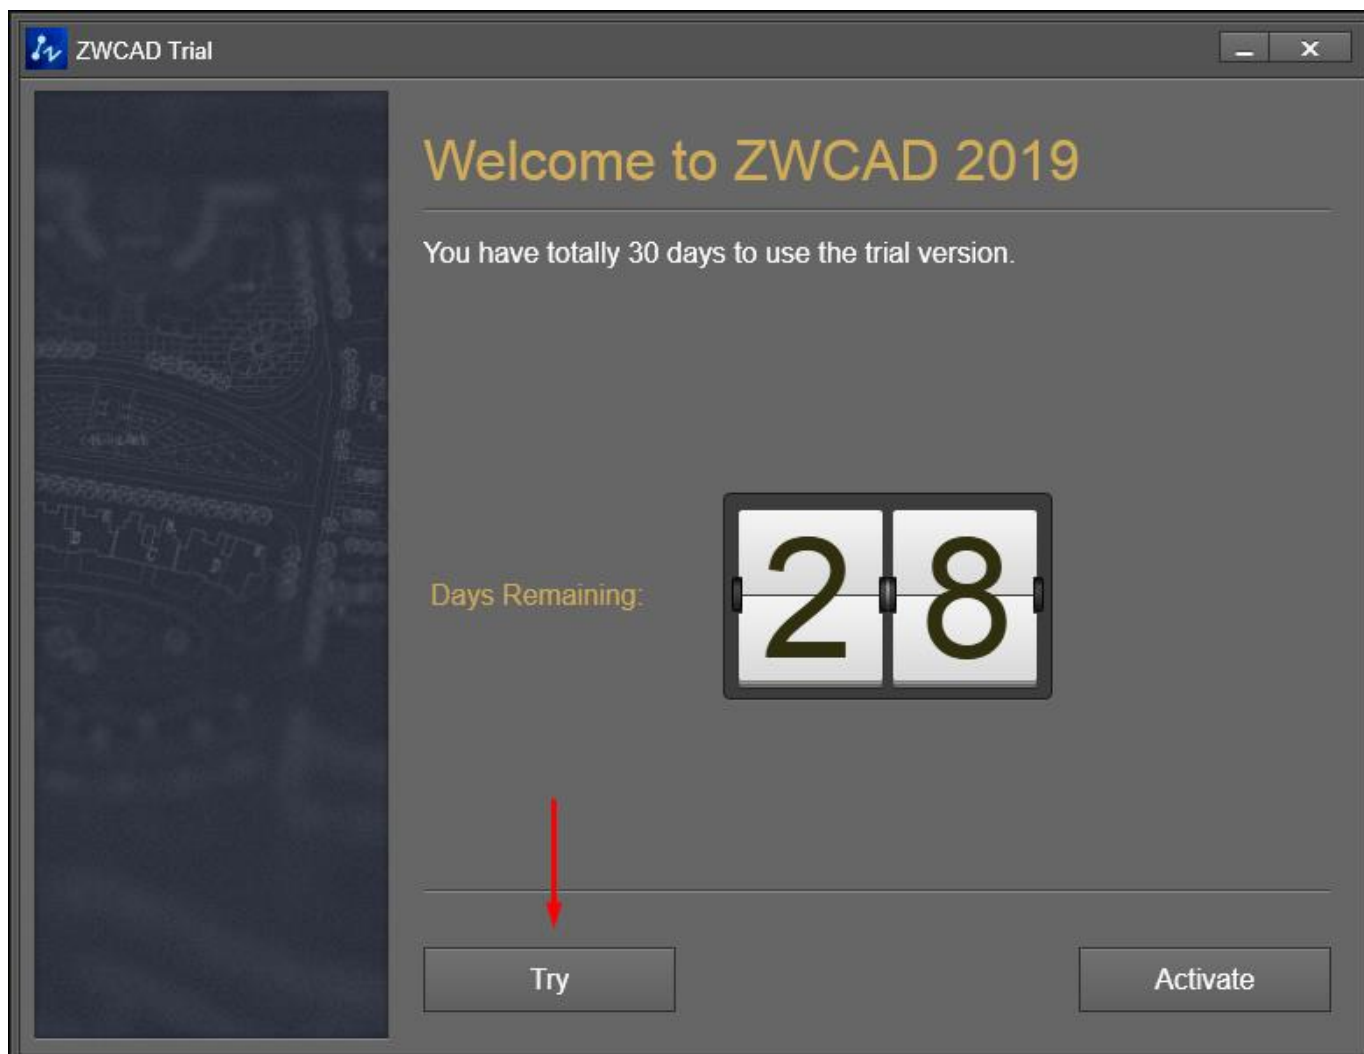 ZWCAD Trial
Welcome to ZWCAD 2019
You have totally 30 days to use the trial version.
Days Remaining:
28
Try
Activate